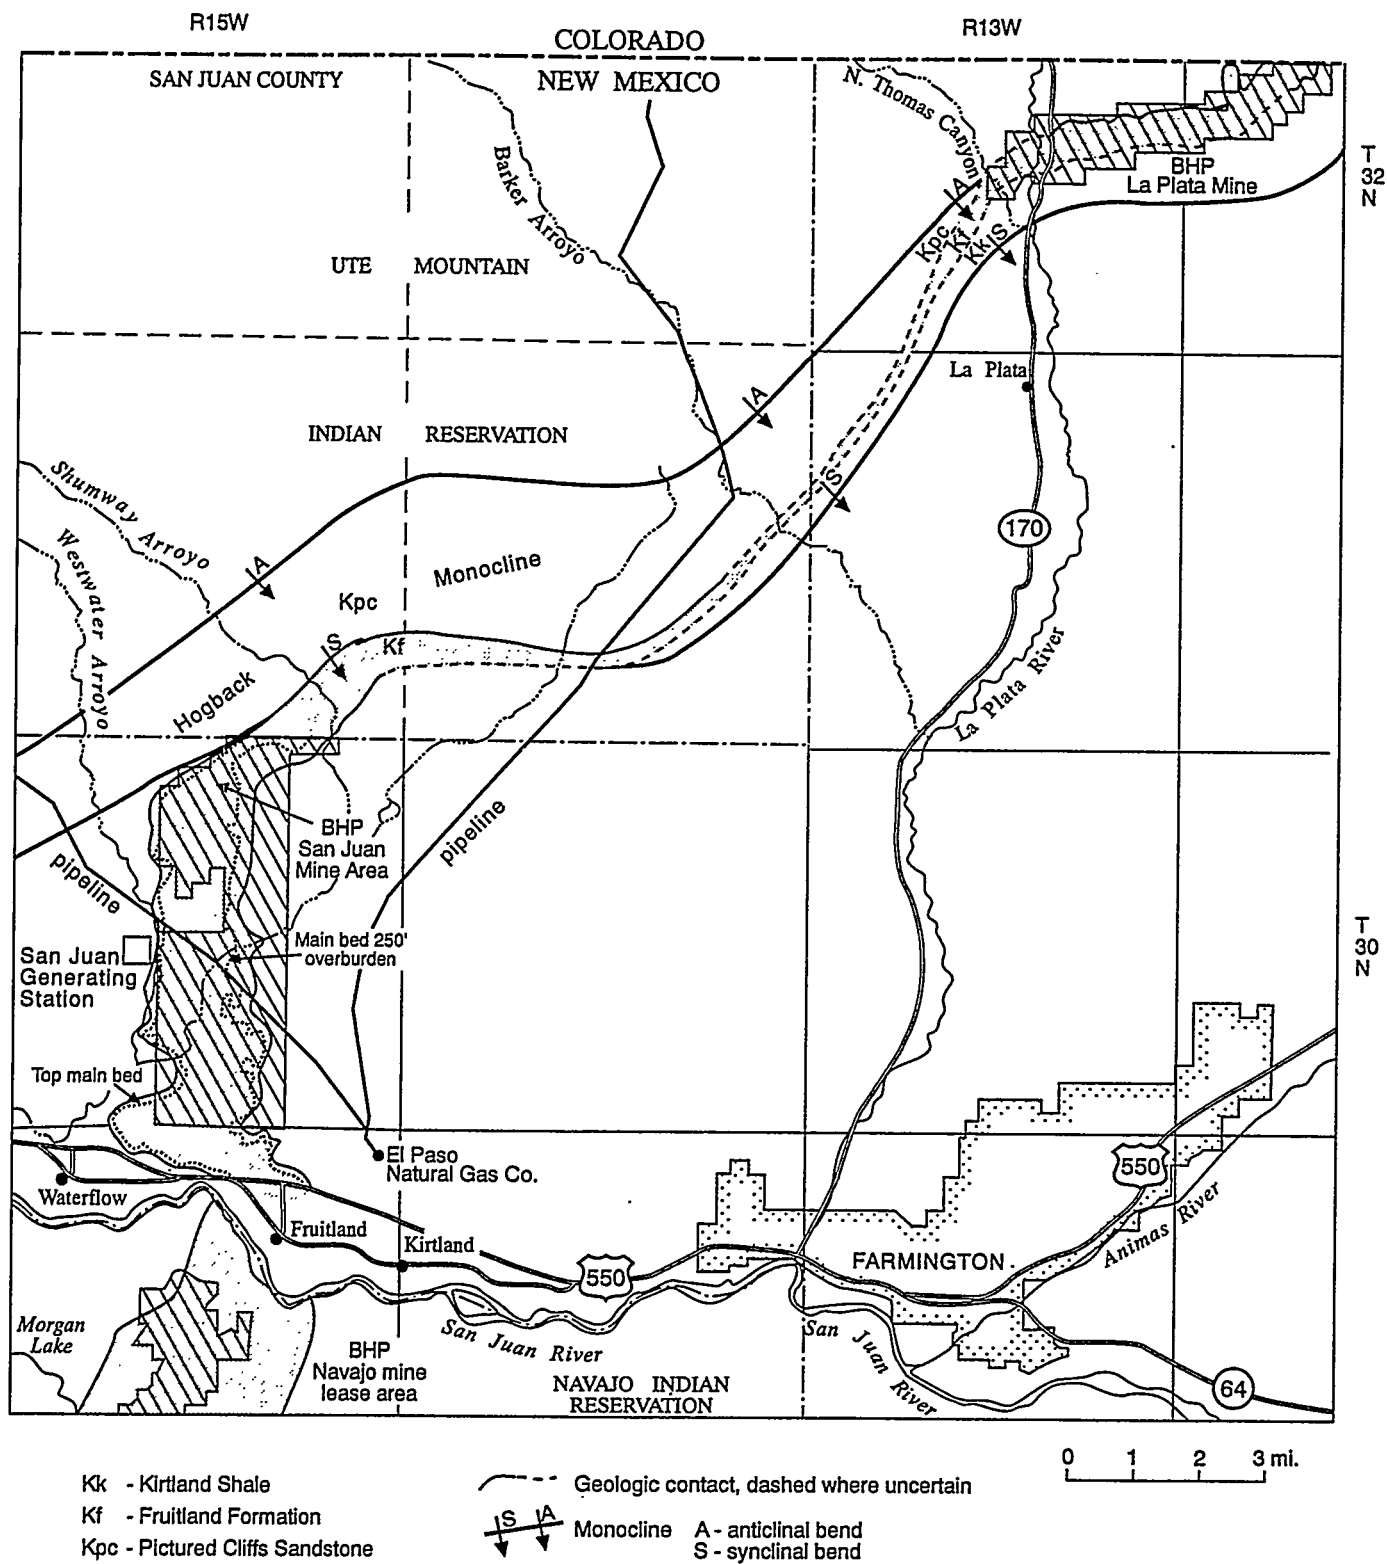 R15W
R13W
COLORADO
SAN JUAN COUNTY
NEW MEXICO
N. Thomas Canyon
Barker Arroyo
BHP
La Plata Mine
T
32
N
A
Kpc
Kf
Kk
S
UTE MOUNTAIN
La Plata
A
INDIAN RESERVATION
Shumway Arroyo
S
170
Westwater Arroyo
A
Monocline
Kpc
S
Kf
La Plata River
Hogback
BHP
San Juan
Mine Area
pipeline
pipeline
Main bed 250'
overburden
San Juan
Generating
Station
T
30
N
Top main bed
El Paso
Natural Gas Co.
550
Waterflow
Fruitland
Kirtland
FARMINGTON
Animas River
550
Morgan
Lake
San Juan River
San Juan River
BHP
Navajo mine
lease area
NAVAJO INDIAN
RESERVATION
64
0 1 2 3 mi.
Kk - Kirtland Shale
Kf - Fruitland Formation
Kpc - Pictured Cliffs Sandstone
Geologic contact, dashed where uncertain
S A
Monocline A - anticlinal bend
S - synclinal bend